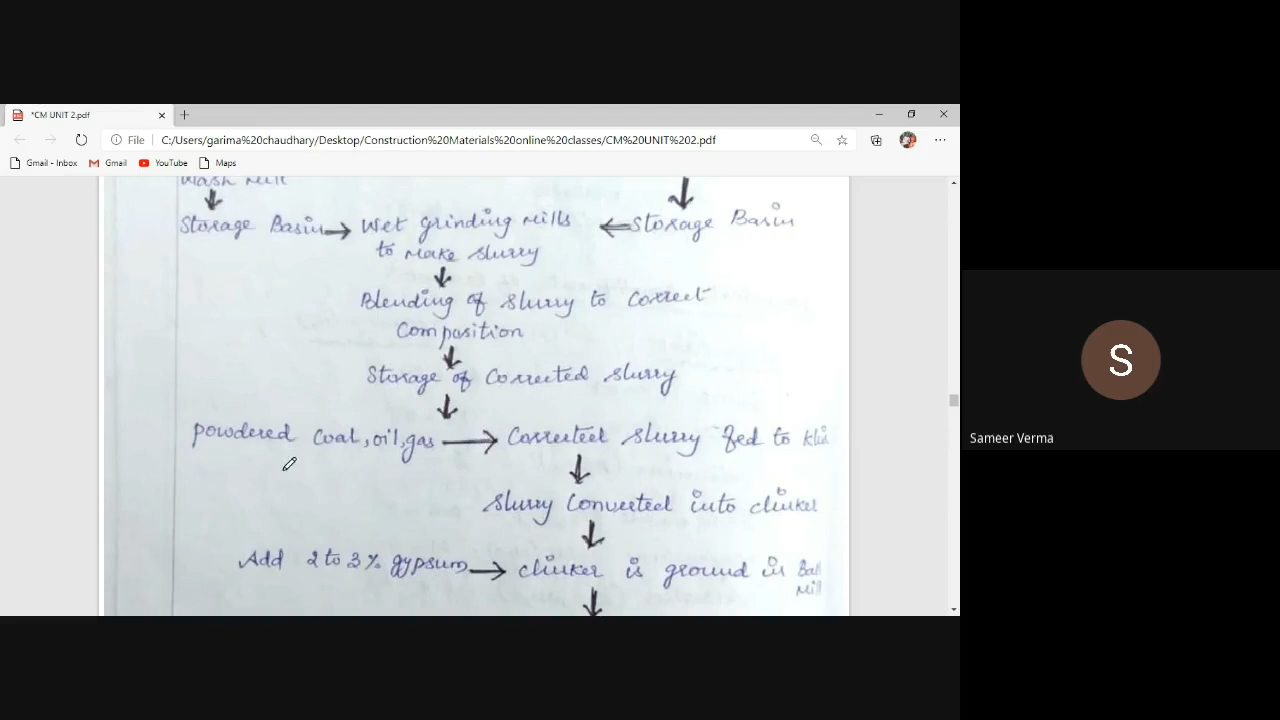 *CM UNIT 2.pdf
File C:/Users/garima%20chaudhary/Desktop/Construction%20Materials%20online%20classes/CM%20UNIT%202.pdf
Gmail - Inbox Gmail YouTube Maps
Wash Mill
Storage Basin → Wet grinding Mills ← Storage Basin
to Make slurry
Blending of slurry to Correct
Composition
Storage of Corrected slurry
powdered coal, oil, gas → Corrected slurry fed to kiln
slurry Converted into clinker
Add 2 to 3% gypsum → clinker is ground in Ball
Mill
S
Sameer Verma